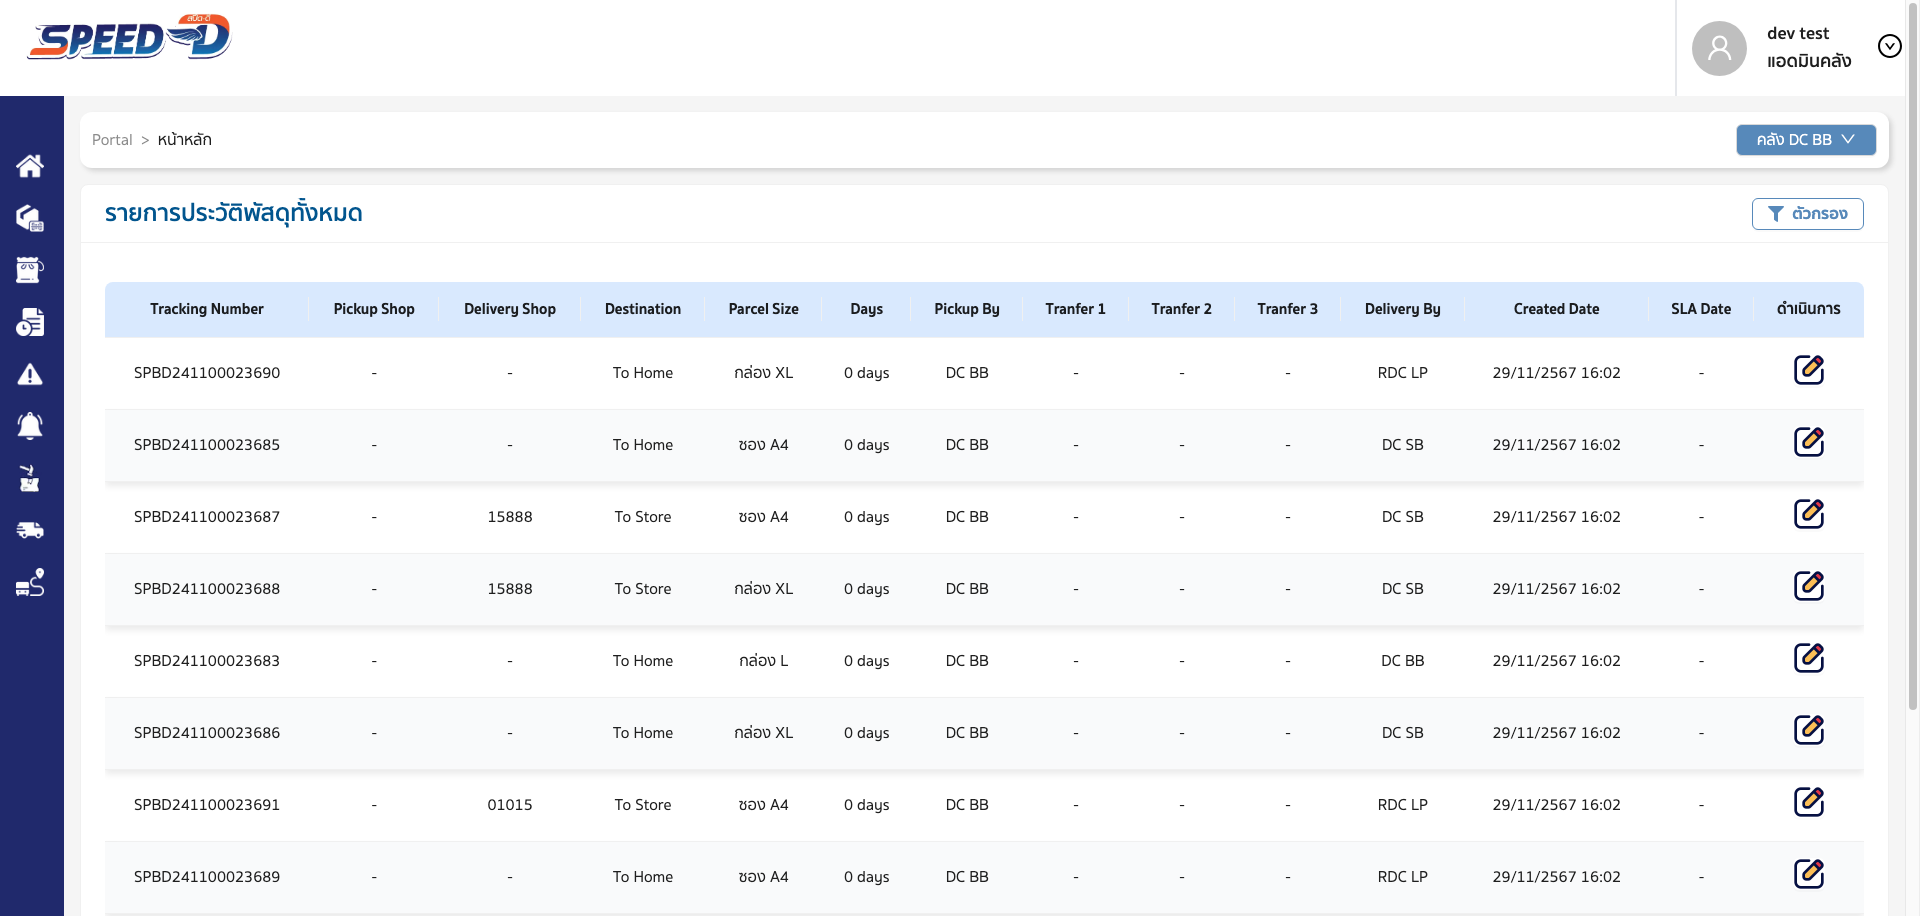 สปีด-ดี
SPEED-D
dev test
แอดมินคลัง
Portal > หน้าหลัก
คลัง DC BB
รายการประวัติพัสดุทั้งหมด
ตัวกรอง
Tracking Number Pickup Shop Delivery Shop Destination Parcel Size Days Pickup By Tranfer 1 Tranfer 2 Tranfer 3 Delivery By Created Date SLA Date ดำเนินการ
SPBD241100023690 - - To Home กล่อง XL 0 days DC BB - - - RDC LP 29/11/2567 16:02 -
SPBD241100023685 - - To Home ซอง A4 0 days DC BB - - - DC SB 29/11/2567 16:02 -
SPBD241100023687 - 15888 To Store ซอง A4 0 days DC BB - - - DC SB 29/11/2567 16:02 -
SPBD241100023688 - 15888 To Store กล่อง XL 0 days DC BB - - - DC SB 29/11/2567 16:02 -
SPBD241100023683 - - To Home กล่อง L 0 days DC BB - - - DC BB 29/11/2567 16:02 -
SPBD241100023686 - - To Home กล่อง XL 0 days DC BB - - - DC SB 29/11/2567 16:02 -
SPBD241100023691 - 01015 To Store ซอง A4 0 days DC BB - - - RDC LP 29/11/2567 16:02 -
SPBD241100023689 - - To Home ซอง A4 0 days DC BB - - - RDC LP 29/11/2567 16:02 -